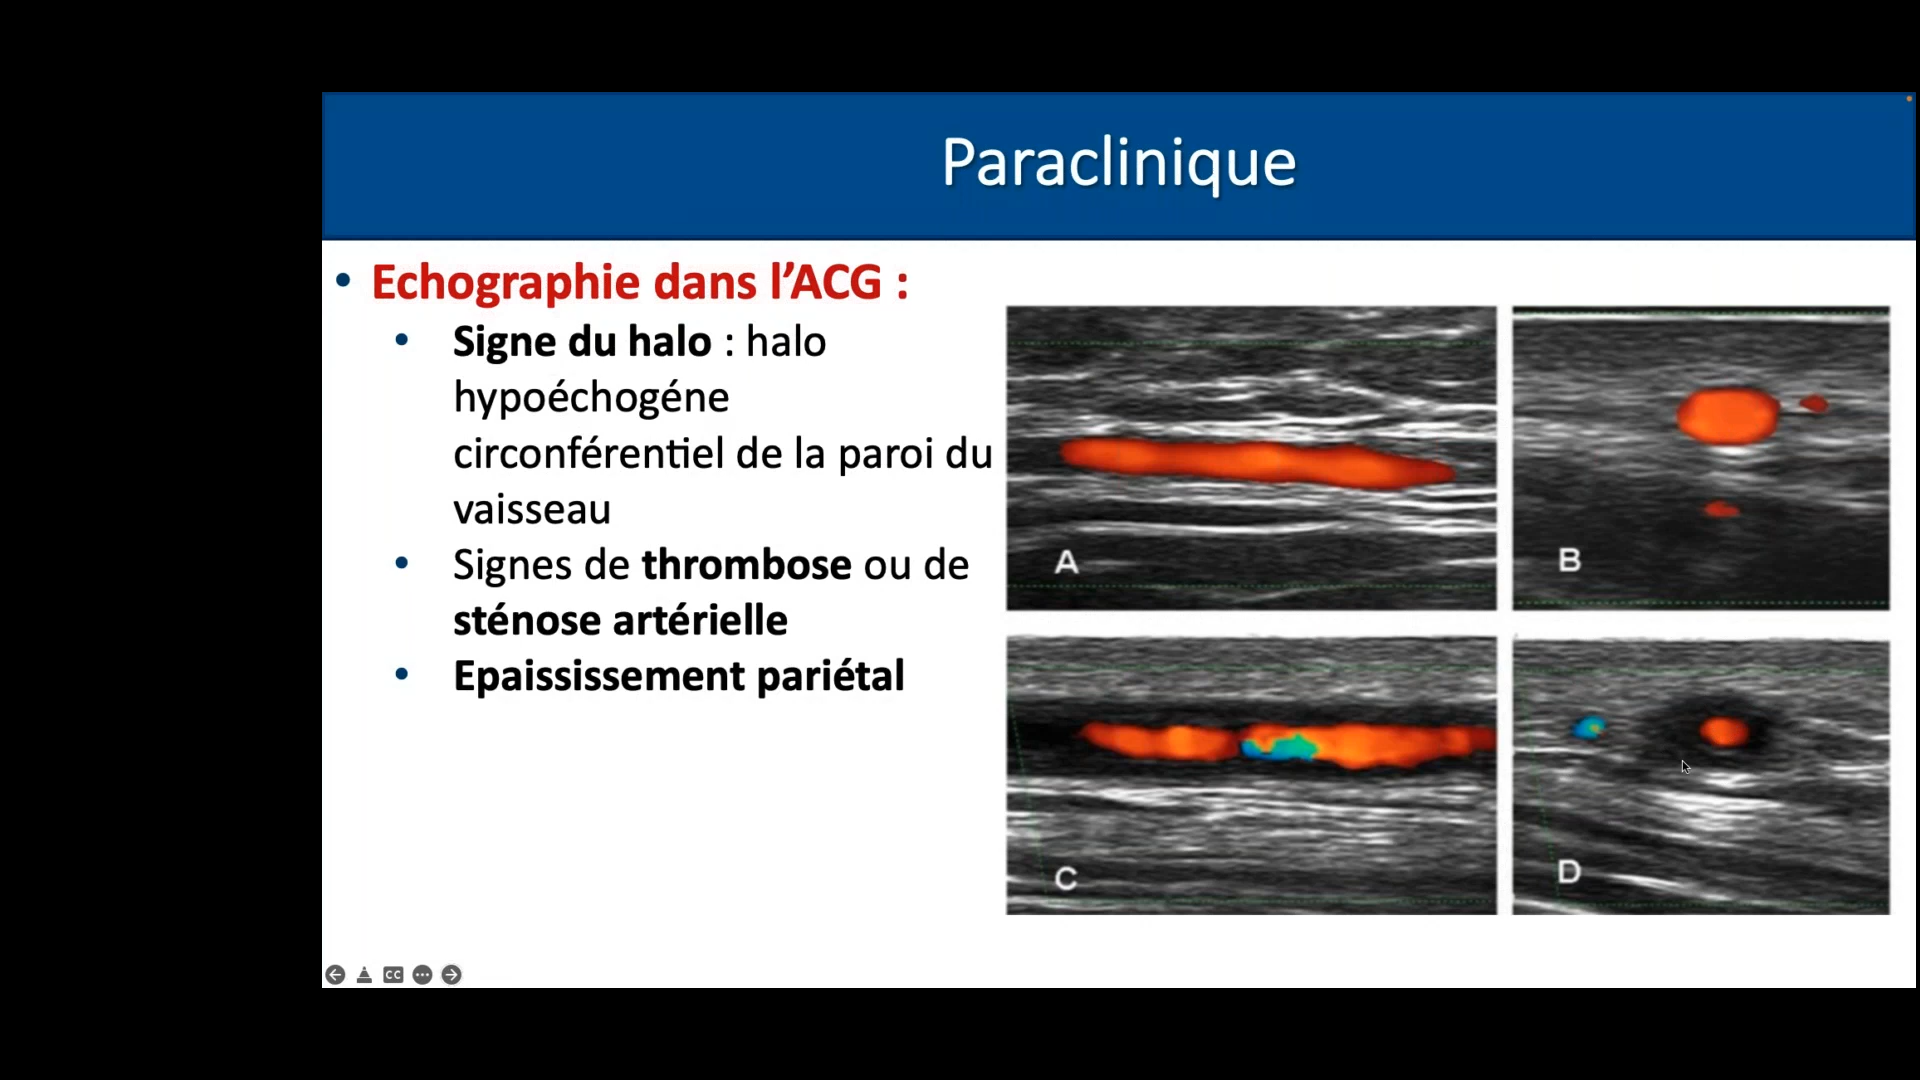 Paraclinique
• Echographie dans l’ACG :
• Signe du halo : halo
hypoéchogéne
circonférentiel de la paroi du
vaisseau
• Signes de thrombose ou de
sténose artérielle
• Epaississement pariétal
A
B
C
D
CC